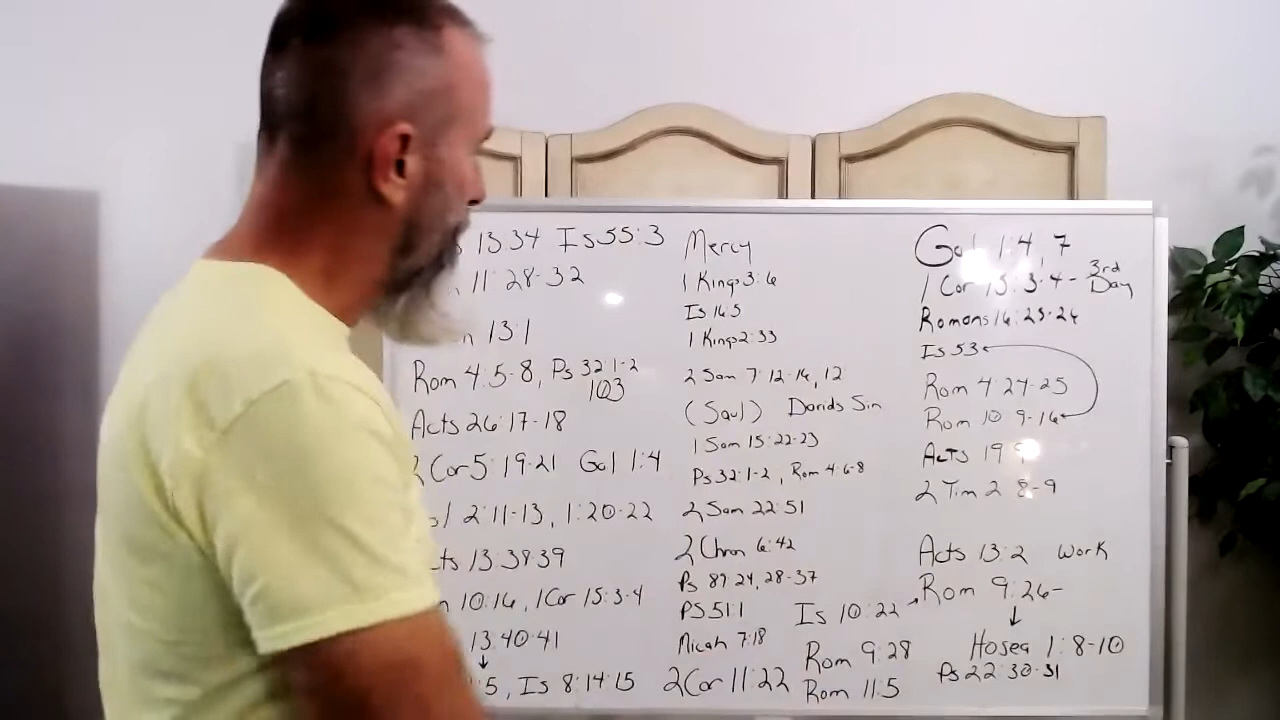 13:34 Is 55:3
11:28-32
13:1
Rom 4:5-8, Ps 32:1-2
103
Acts 26:17-18
2 Cor 5:19-21 Gal 1:4
2:11-13, 1:20-22
13:38-39
10:16, 1 Cor 15:3-4
13:40-41
:5, Is 8:14-15
Mercy
1 Kings 3:6
Is 16:5
1 Kings 2:33
2 Sam 7:12-16, 12
(Saul) Davids Sin
1 Sam 15:22-23
Ps 32:1-2, Rom 4:6-8
2 Sam 22:51
2 Chron 6:42
Ps 89:24, 28-37
PS 51:1
Micah 7:18
2 Cor 11:22
Is 10:22
Rom 9:28
Rom 11:5
Gal 1:4, 7
1 Cor 15:3-4 - 3rd Day
Romans 16:25-26
Is 53
Rom 4:24-25
Rom 10:9-16
Acts 19
2 Tim 2 8-9
Acts 13:2 work
Rom 9:26-
Hosea 1:8-10
Ps 22:30-31